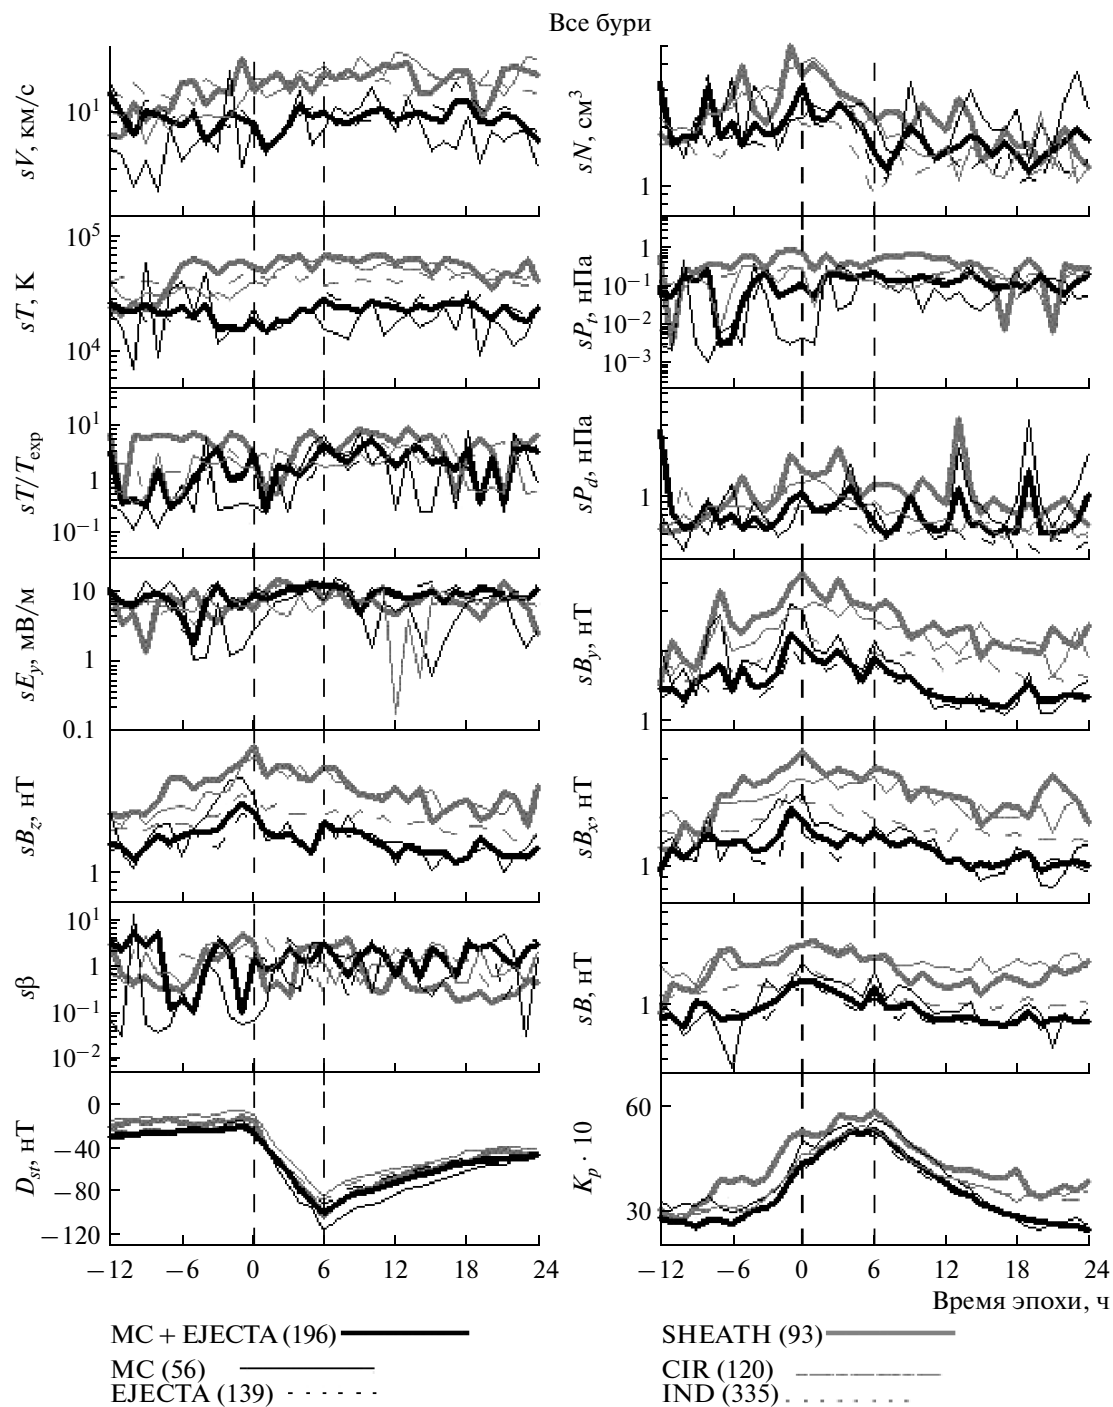 Все бури
sV, км/с
10¹
sN, см³
1
sT, К
10⁵
10⁴
sPₜ, нПа
1
10⁻¹
10⁻²
10⁻³
sT/Tₑₓₚ
10¹
1
10⁻¹
sP_d, нПа
1
sE_y, мВ/м
10
1
0.1
sB_y, нТ
1
sB_z, нТ
1
sB_x, нТ
1
sβ
10¹
1
10⁻¹
10⁻²
sB, нТ
1
D_st, нТ
0
−40
−80
−120
K_p · 10
60
30
−12 −6 0 6 12 18 24
−12 −6 0 6 12 18 24
Время эпохи, ч
MC + EJECTA (196)
MC (56)
EJECTA (139)
SHEATH (93)
CIR (120)
IND (335)